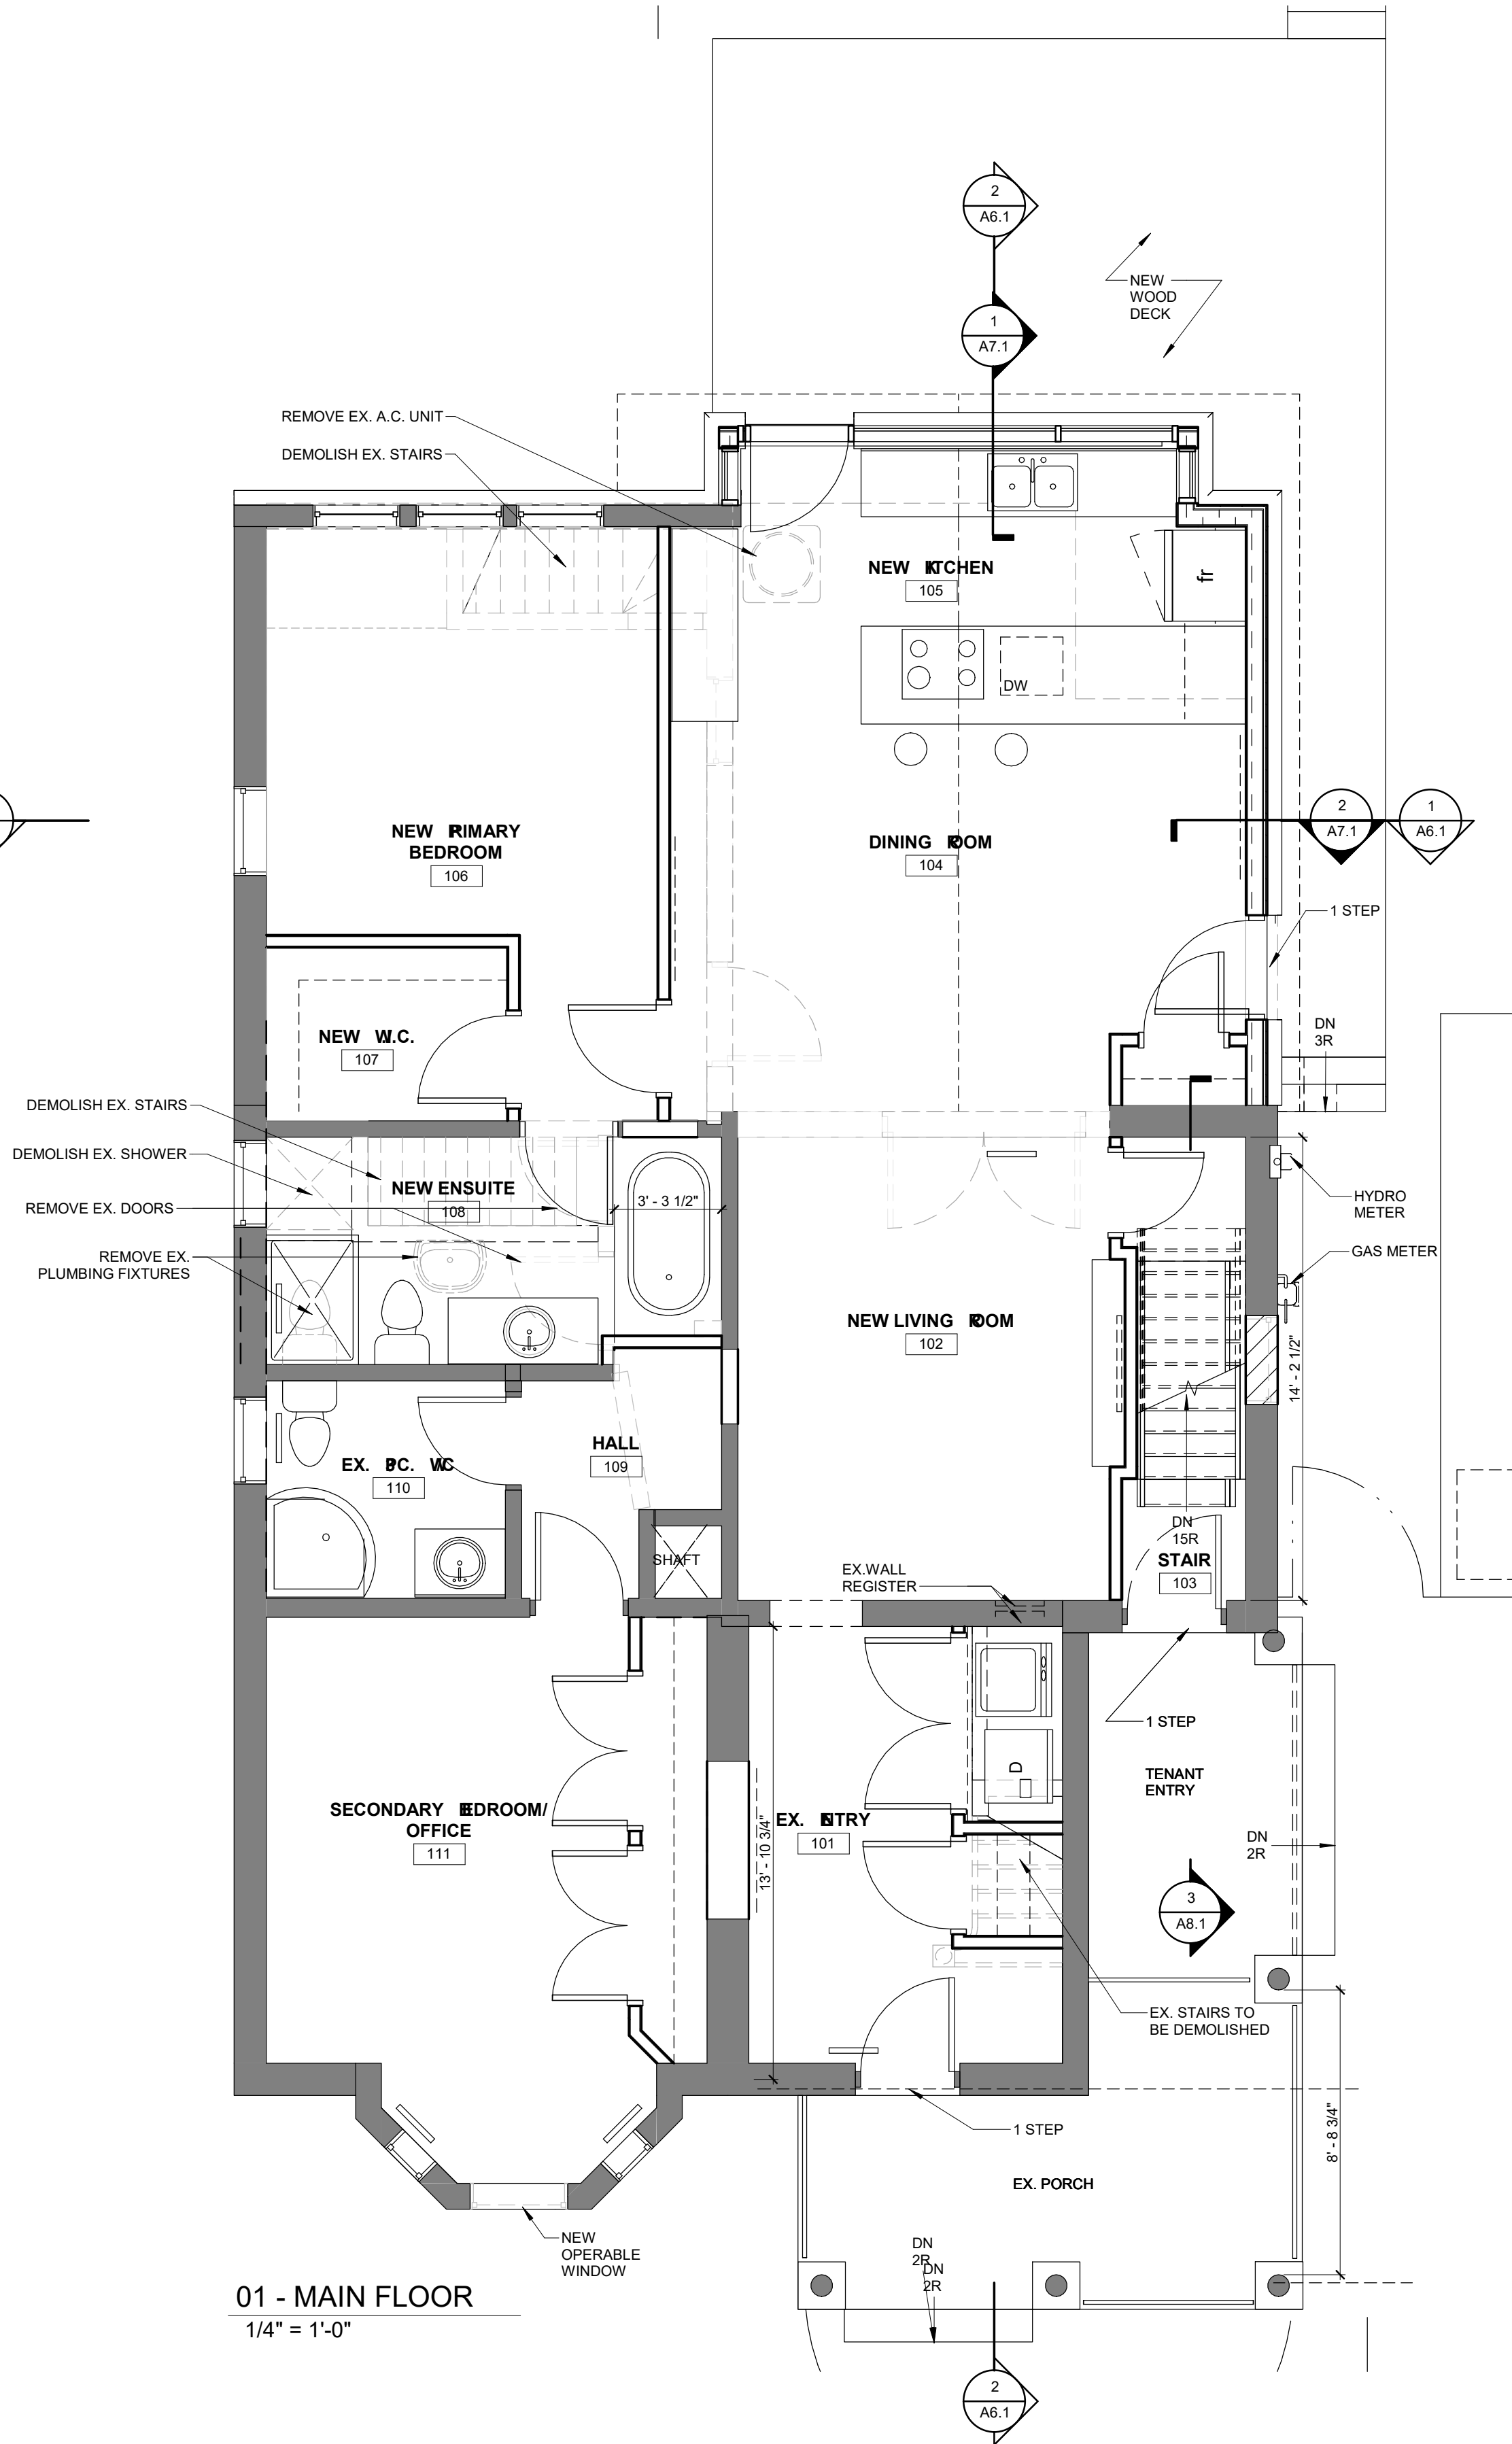 2
A6.1
NEW
WOOD
DECK
1
A7.1
REMOVE EX. A.C. UNIT
DEMOLISH EX. STAIRS
NEW KITCHEN
105
fr
DW
NEW PRIMARY
BEDROOM
106
DINING ROOM
104
2
A7.1
1
A6.1
1 STEP
NEW W.C.
107
DN
3R
DEMOLISH EX. STAIRS
DEMOLISH EX. SHOWER
REMOVE EX. DOORS
REMOVE EX.
PLUMBING FIXTURES
NEW ENSUITE
108
3' - 3 1/2"
HYDRO
METER
GAS METER
NEW LIVING ROOM
102
14' - 2 1/2"
HALL
109
EX. 3PC. WC
110
SHAFT
DN
15R
STAIR
103
EX.WALL
REGISTER
1 STEP
TENANT
ENTRY
D
SECONDARY BEDROOM/
OFFICE
111
EX. ENTRY
101
13' - 10 3/4"
DN
2R
3
A8.1
EX. STAIRS TO
BE DEMOLISHED
1 STEP
8' - 8 3/4"
EX. PORCH
NEW
OPERABLE
WINDOW
DN
2R
DN
2R
01 - MAIN FLOOR
1/4" = 1'-0"
2
A6.1